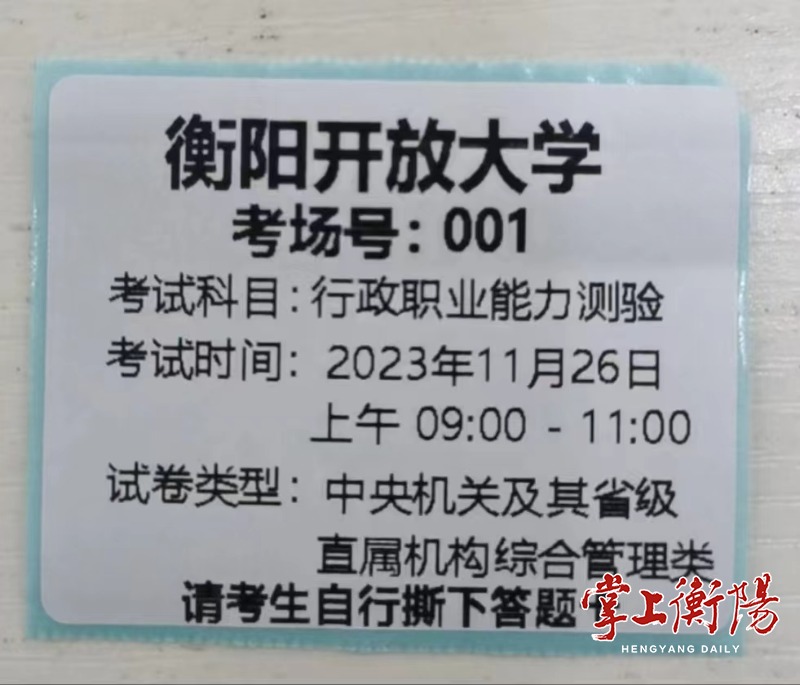 衡阳开放大学
考场号：001
考试科目：行政职业能力测验
考试时间：2023年11月26日
上午 09:00 - 11:00
试卷类型：中央机关及其省级
直属机构综合管理类
请考生自行撕下答题
掌上衡陽
HENGYANG DAILY